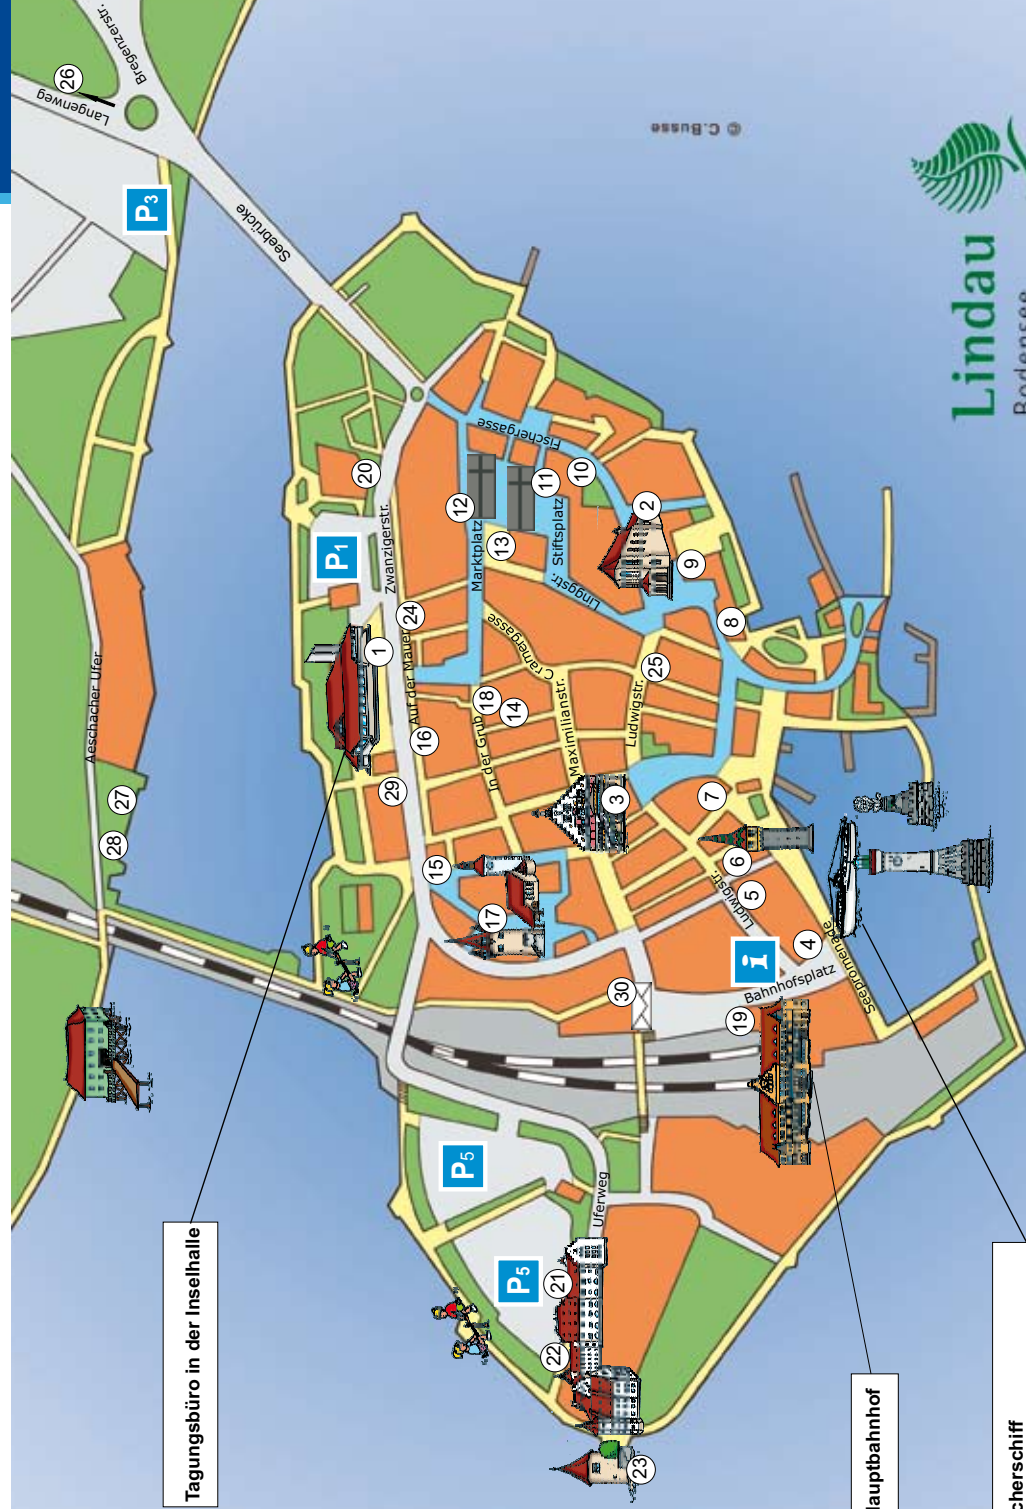 Bregenzerstr.
26
Langenweg
P3
Seebrücke
© C.Busse
Lindau
Bodensee
Aeschacher Ufer
27
28
P1
20
Zwanzigerstr.
1
Auf der Mauer
24
16
29
15
17
Fischergasse
10
11
12
Marktplatz
13
Stiftsplatz
Linggstr.
2
9
8
Cramergasse
18
14
In der Grub
Maximilianstr.
Ludwigstr.
25
3
7
6
5
Ludwigstr.
4
Seepromenade
i
Bahnhofsplatz
19
30
P5
P5
Uferweg
21
22
23
Tagungsbüro in der Inselhalle